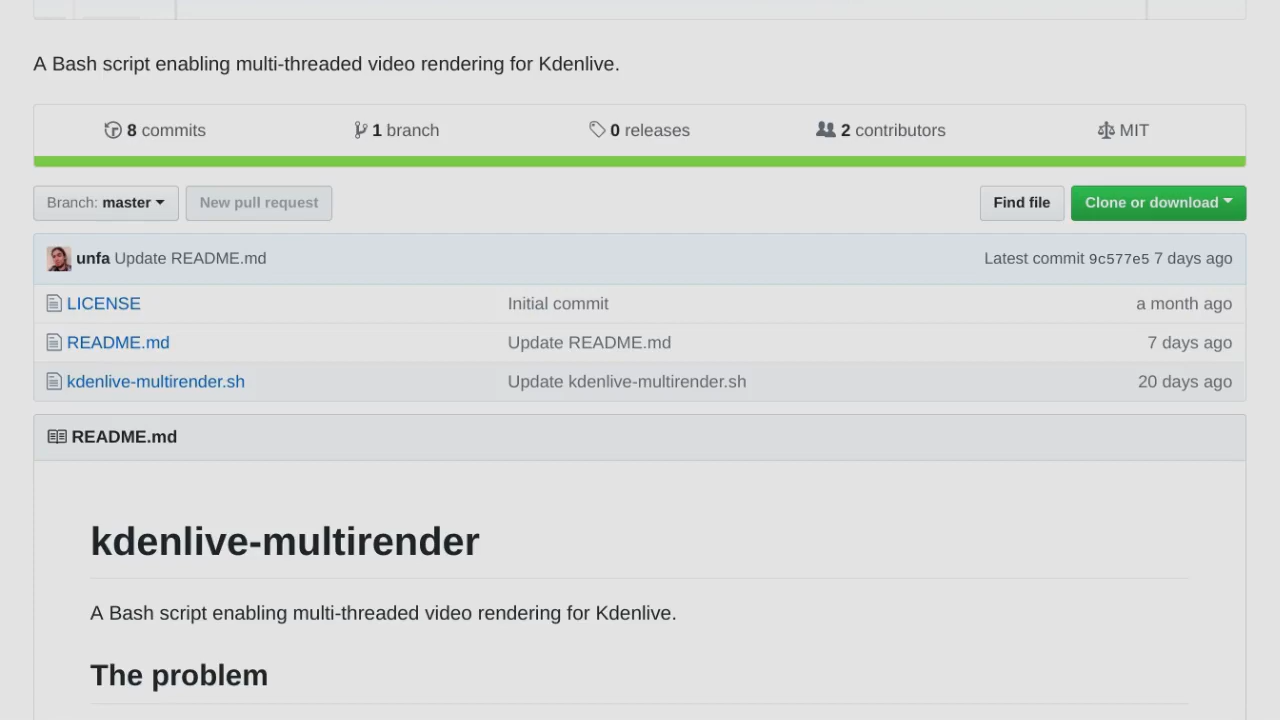 A Bash script enabling multi-threaded video rendering for Kdenlive.
8 commits 1 branch 0 releases 2 contributors MIT
Branch: master New pull request Find file Clone or download
unfa Update README.md Latest commit 9c577e5 7 days ago
LICENSE Initial commit a month ago
README.md Update README.md 7 days ago
kdenlive-multirender.sh Update kdenlive-multirender.sh 20 days ago
README.md
kdenlive-multirender
A Bash script enabling multi-threaded video rendering for Kdenlive.
The problem